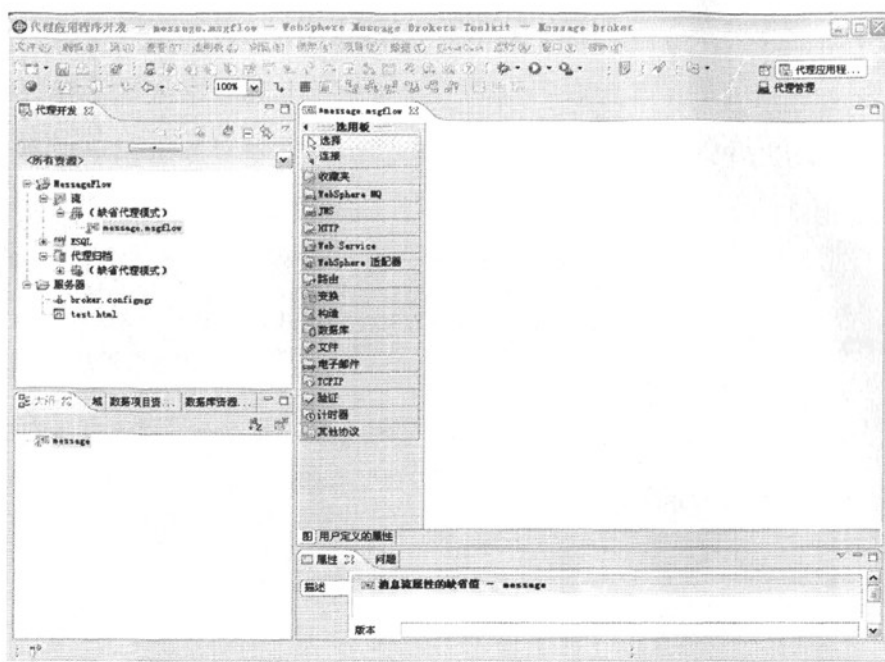 代理应用程序开发 — message.msgflow — WebSphere Message Brokers Toolkit — Message Broker
100%
代理应用程...
代理管理
代理开发
<所有资源>
MessageFlow
流
(缺省代理模式)
message.msgflow
ESQL
代理归档
(缺省代理模式)
服务器
broker.configmgr
test.html
域 数据项目资... 数据库资源...
message
*message.msgflow
选用板
选择
连接
收藏夹
WebSphere MQ
JMS
HTTP
Web Service
WebSphere 适配器
路由
变换
构造
数据库
文件
电子邮件
TCPIP
验证
计时器
其他协议
图 用户定义的属性
属性 问题
描述
消息流属性的缺省值 — message
版本